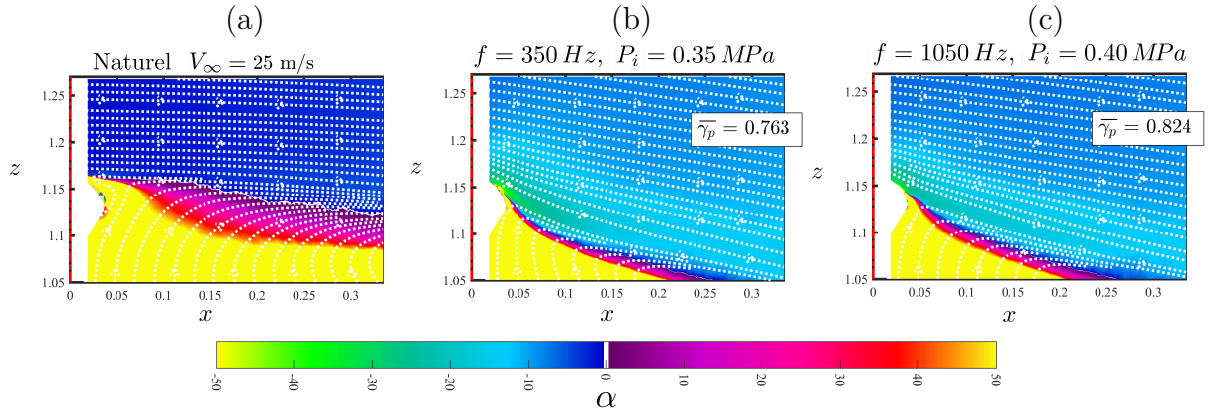 (a) (b) (c)
Naturel V∞ = 25 m/s
f = 350 Hz, P_i = 0.35 MPa
f = 1050 Hz, P_i = 0.40 MPa
z
1.25
1.2
1.15
1.1
1.05
0 0.05 0.1 0.15 0.2 0.25 0.3
x
z
1.25
1.2
1.15
1.1
1.05
γ̅_p = 0.763
0 0.05 0.1 0.15 0.2 0.25 0.3
x
z
1.25
1.2
1.15
1.1
1.05
γ̅_p = 0.824
0 0.05 0.1 0.15 0.2 0.25 0.3
x
-50 -40 -30 -20 -10 0 10 20 30 40 50
α